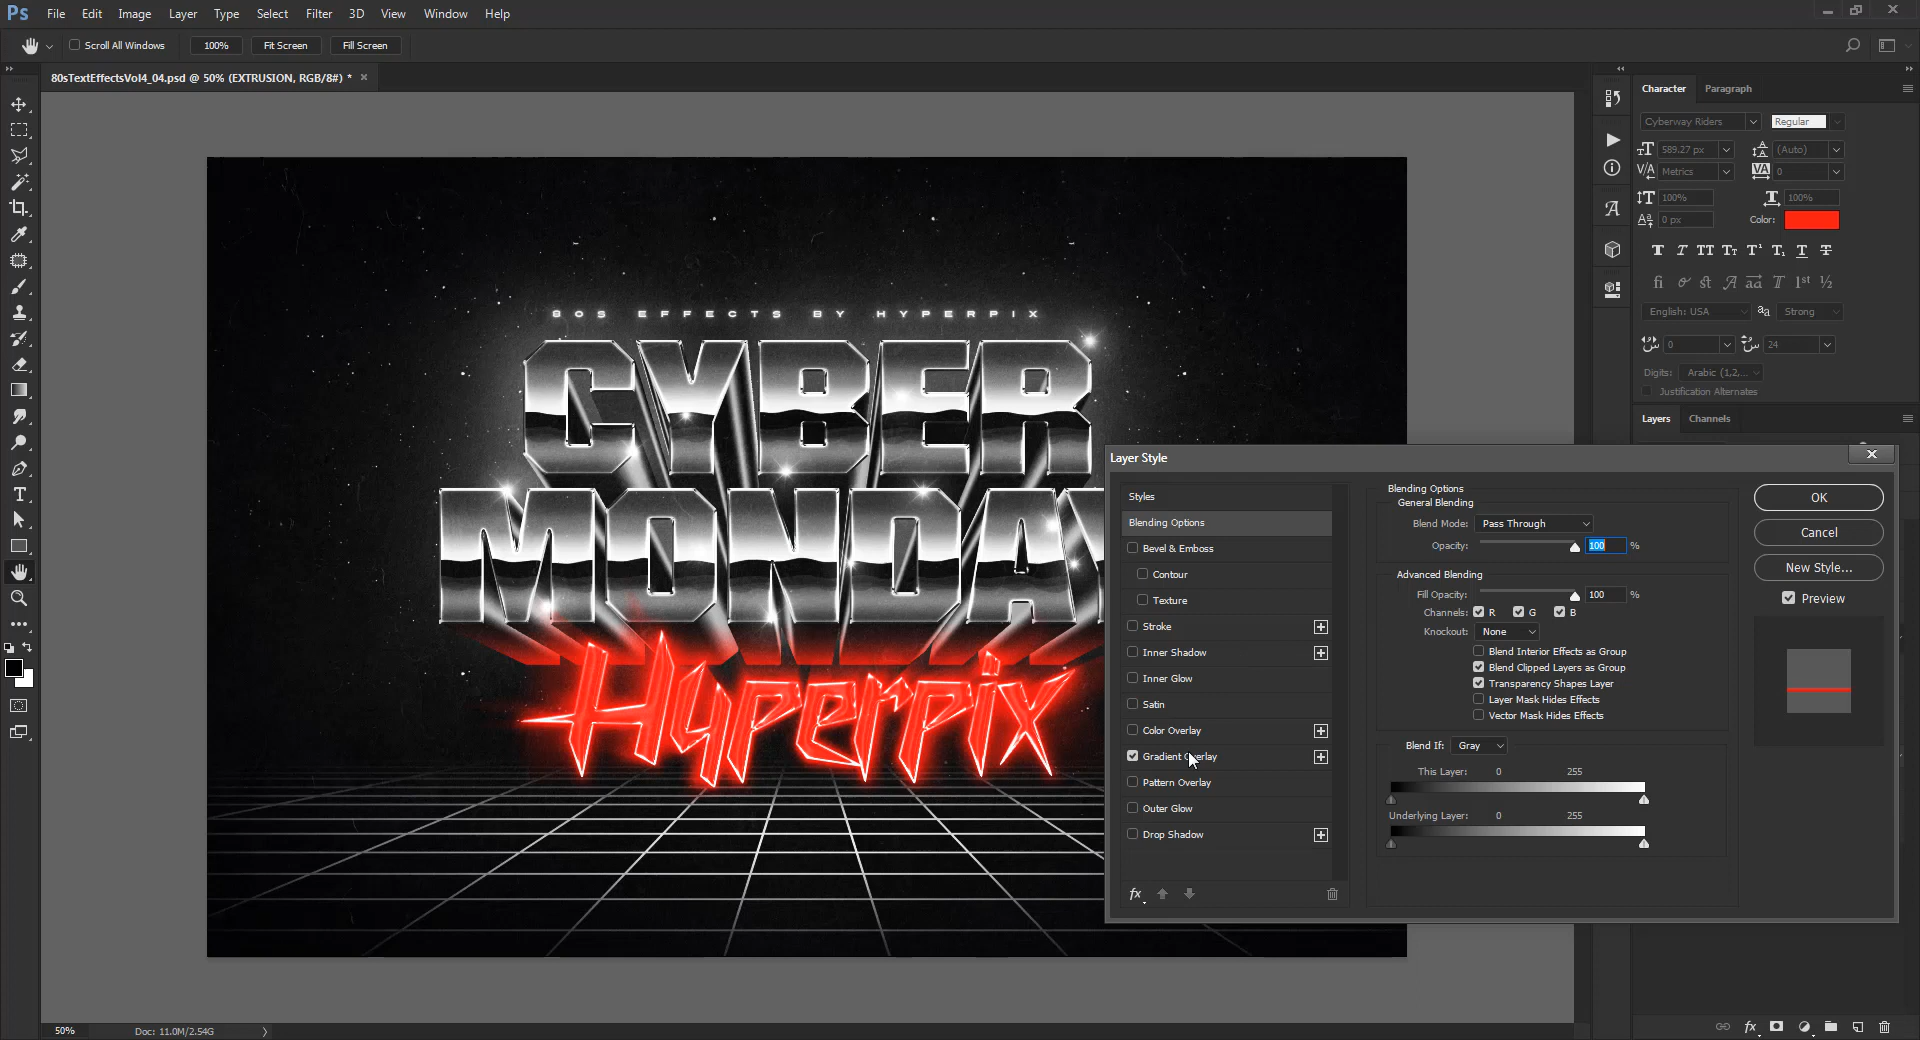 Ps File Edit Image Layer Type Select Filter 3D View Window Help
Scroll All Windows 100% Fit Screen Fill Screen
80sTextEffectsVol4_04.psd @ 50% (EXTRUSION, RGB/8#) * ×
Character Paragraph
Cyberway Riders Regular
589.27 px (Auto)
Metrics 0
100% 100%
0 px Color:
English: USA Strong
0 24
Digits: Arabic (1,2,...
Justification Alternates
Layers Channels
80S EFFECTS BY HYPERPIX
CYBER
MONDA
Hyperpix
Layer Style
Styles
Blending Options
Bevel & Emboss
Contour
Texture
Stroke
Inner Shadow
Inner Glow
Satin
Color Overlay
Gradient Overlay
Pattern Overlay
Outer Glow
Drop Shadow
fx
Blending Options
General Blending
Blend Mode: Pass Through
Opacity: 100 %
Advanced Blending
Fill Opacity: 100 %
Channels: R G B
Knockout: None
Blend Interior Effects as Group
Blend Clipped Layers as Group
Transparency Shapes Layer
Layer Mask Hides Effects
Vector Mask Hides Effects
Blend If: Gray
This Layer: 0 255
Underlying Layer: 0 255
OK
Cancel
New Style...
Preview
50% Doc: 11.0M/2.54G
fx